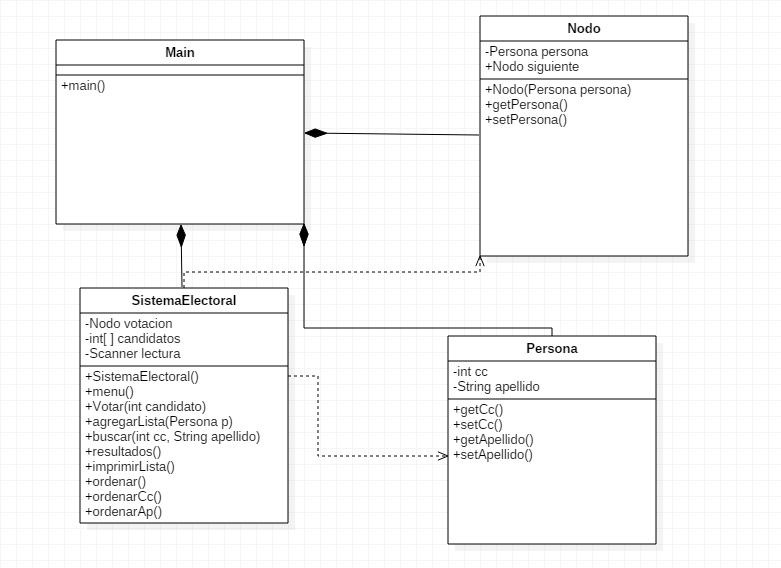 Main
+main()
Nodo
-Persona persona
+Nodo siguiente
+Nodo(Persona persona)
+getPersona()
+setPersona()
SistemaElectoral
-Nodo votacion
-int[ ] candidatos
-Scanner lectura
+SistemaElectoral()
+menu()
+Votar(int candidato)
+agregarLista(Persona p)
+buscar(int cc, String apellido)
+resultados()
+imprimirLista()
+ordenar()
+ordenarCc()
+ordenarAp()
Persona
-int cc
-String apellido
+getCc()
+setCc()
+getApellido()
+setApellido()